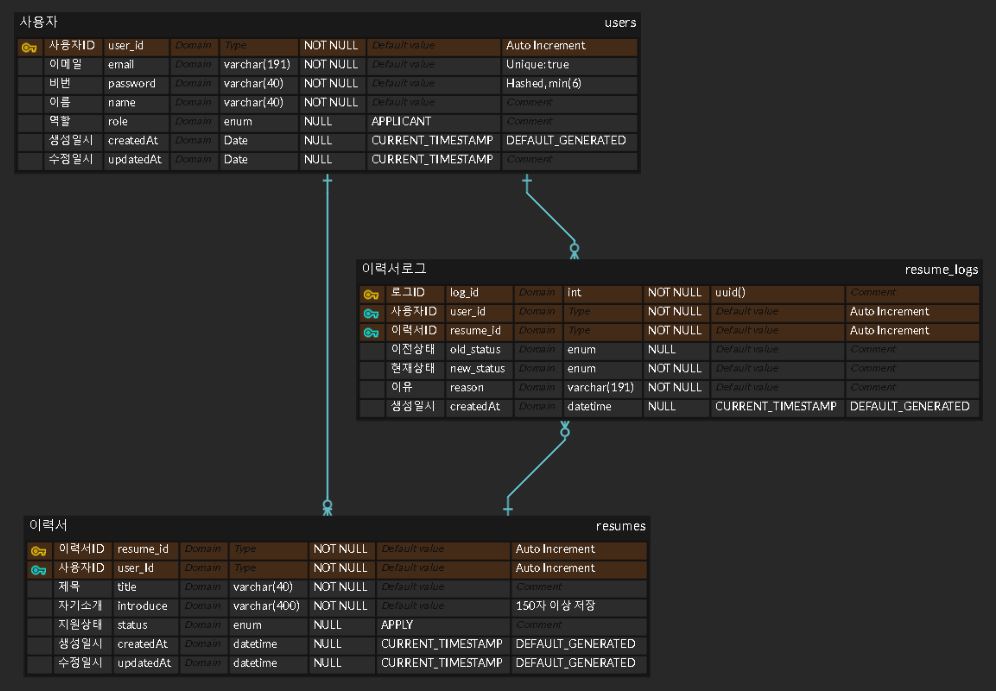 사용자 users
사용자ID user_id Domain Type NOT NULL Default value Auto Increment
이메일 email Domain varchar(191) NOT NULL Default value Unique: true
비번 password Domain varchar(40) NOT NULL Default value Hashed, min(6)
이름 name Domain varchar(40) NOT NULL Default value Comment
역할 role Domain enum NULL APPLICANT Comment
생성일시 createdAt Domain Date NULL CURRENT_TIMESTAMP DEFAULT_GENERATED
수정일시 updatedAt Domain Date NULL CURRENT_TIMESTAMP Comment
이력서로그 resume_logs
로그ID log_id Domain int NOT NULL uuid() Comment
사용자ID user_id Domain Type NOT NULL Default value Auto Increment
이력서ID resume_id Domain Type NOT NULL Default value Auto Increment
이전상태 old_status Domain enum NULL Default value Comment
현재상태 new_status Domain enum NOT NULL Default value Comment
이유 reason Domain varchar(191) NOT NULL Default value Comment
생성일시 createdAt Domain datetime NULL CURRENT_TIMESTAMP DEFAULT_GENERATED
이력서 resumes
이력서ID resume_id Domain Type NOT NULL Default value Auto Increment
사용자ID user_Id Domain Type NOT NULL Default value Auto Increment
제목 title Domain varchar(40) NOT NULL Default value Comment
자기소개 introduce Domain varchar(400) NOT NULL Default value 150자 이상 저장
지원상태 status Domain enum NULL APPLY Comment
생성일시 createdAt Domain datetime NULL CURRENT_TIMESTAMP DEFAULT_GENERATED
수정일시 updatedAt Domain datetime NULL CURRENT_TIMESTAMP DEFAULT_GENERATED